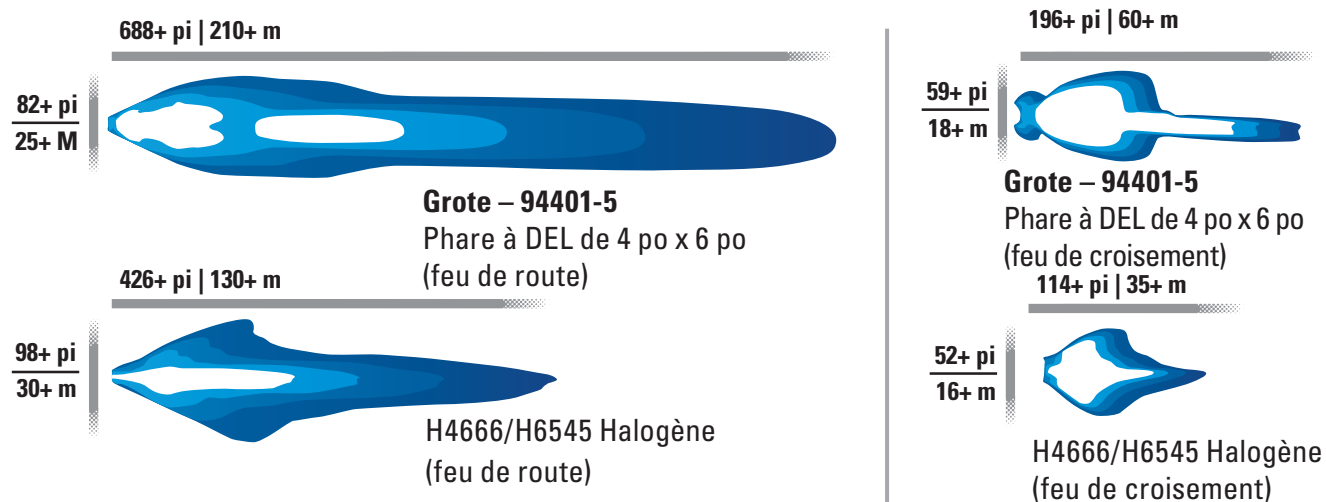 688+ pi | 210+ m
82+ pi
25+ M
Grote – 94401-5
Phare à DEL de 4 po x 6 po
(feu de route)
426+ pi | 130+ m
98+ pi
30+ m
H4666/H6545 Halogène
(feu de route)
196+ pi | 60+ m
59+ pi
18+ m
Grote – 94401-5
Phare à DEL de 4 po x 6 po
(feu de croisement)
114+ pi | 35+ m
52+ pi
16+ m
H4666/H6545 Halogène
(feu de croisement)